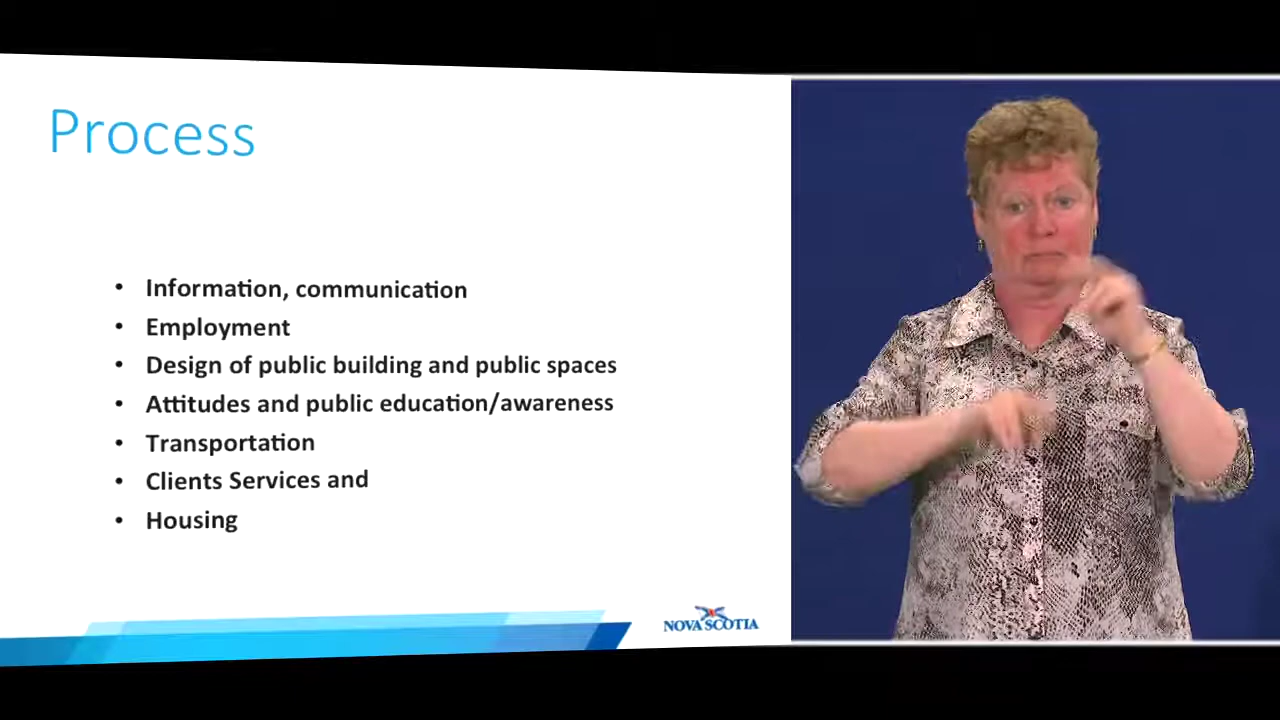 Process
• Information, communication
• Employment
• Design of public building and public spaces
• Attitudes and public education/awareness
• Transportation
• Clients Services and
• Housing
NOVA SCOTIA